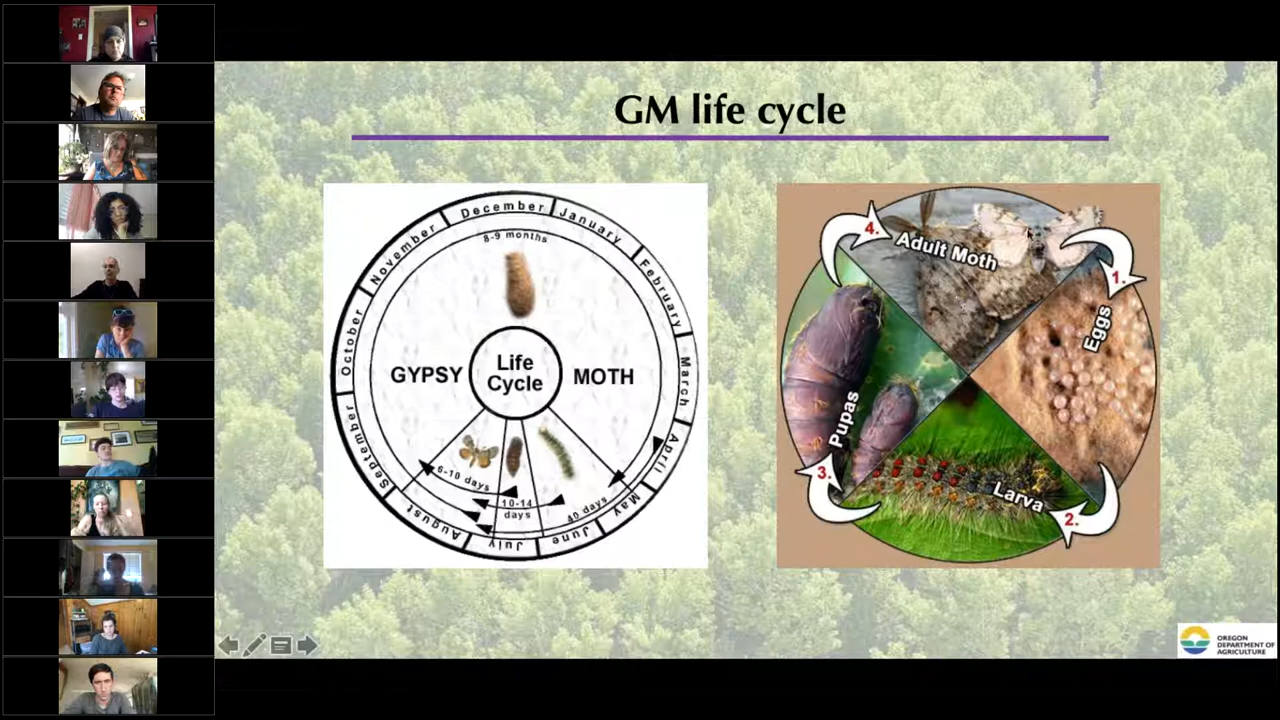 GM life cycle
December
January
February
March
April
May
June
July
August
September
October
November
8-9 months
GYPSY
Life
Cycle
MOTH
6-10 days
10-14
days
40 days
4.
Adult Moth
1.
Eggs
Pupas
3.
Larva
2.
OREGON
DEPARTMENT OF
AGRICULTURE